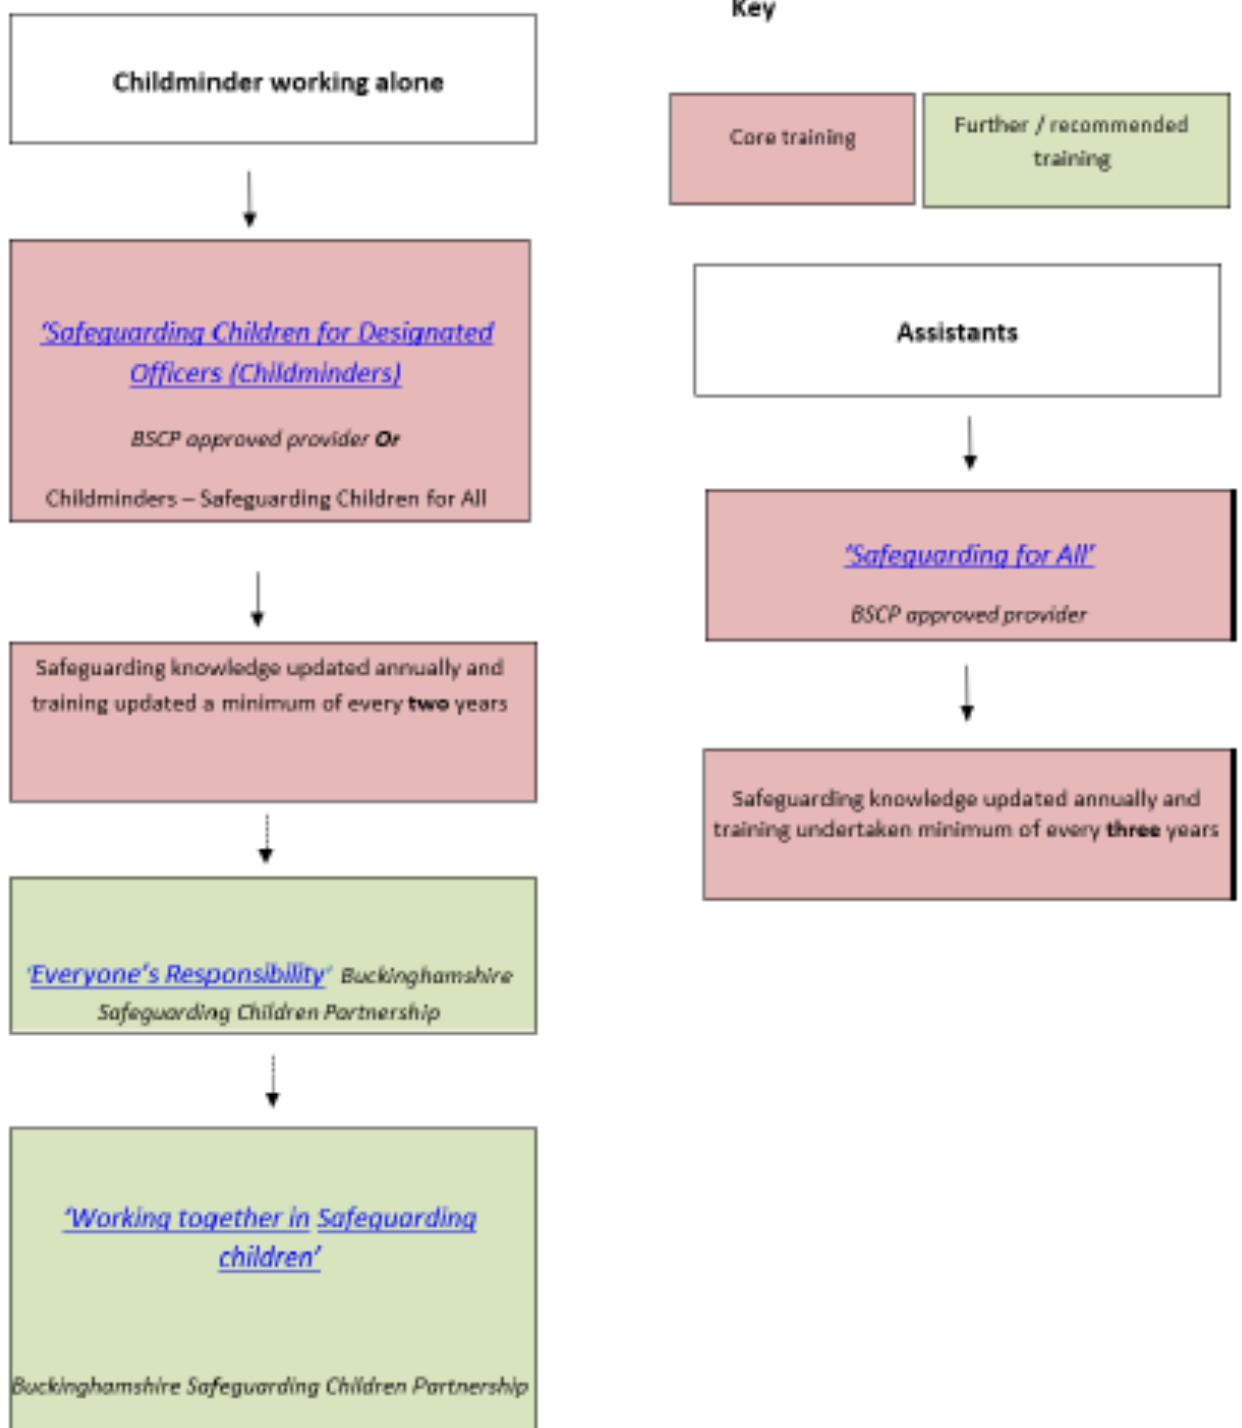 Key
Childminder working alone
Core training
Further / recommended
training
'Safeguarding Children for Designated
Officers (Childminders)
BSCP approved provider Or
Childminders – Safeguarding Children for All
Safeguarding knowledge updated annually and
training updated a minimum of every two years
'Everyone's Responsibility' Buckinghamshire
Safeguarding Children Partnership
'Working together in Safeguarding
children'
Buckinghamshire Safeguarding Children Partnership
Assistants
'Safeguarding for All'
BSCP approved provider
Safeguarding knowledge updated annually and
training undertaken minimum of every three years